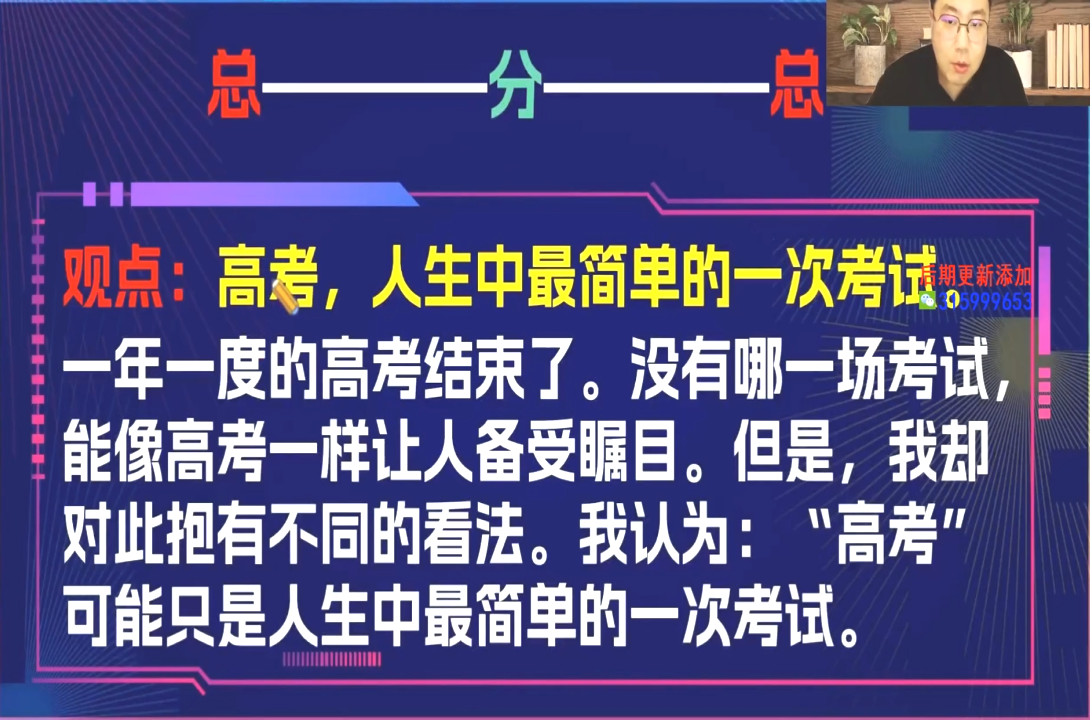 总——分——总
观点：高考，人生中最简单的一次考试。
后期更新添加
315999653
一年一度的高考结束了。没有哪一场考试，
能像高考一样让人备受瞩目。但是，我却
对此抱有不同的看法。我认为：“高考”
可能只是人生中最简单的一次考试。